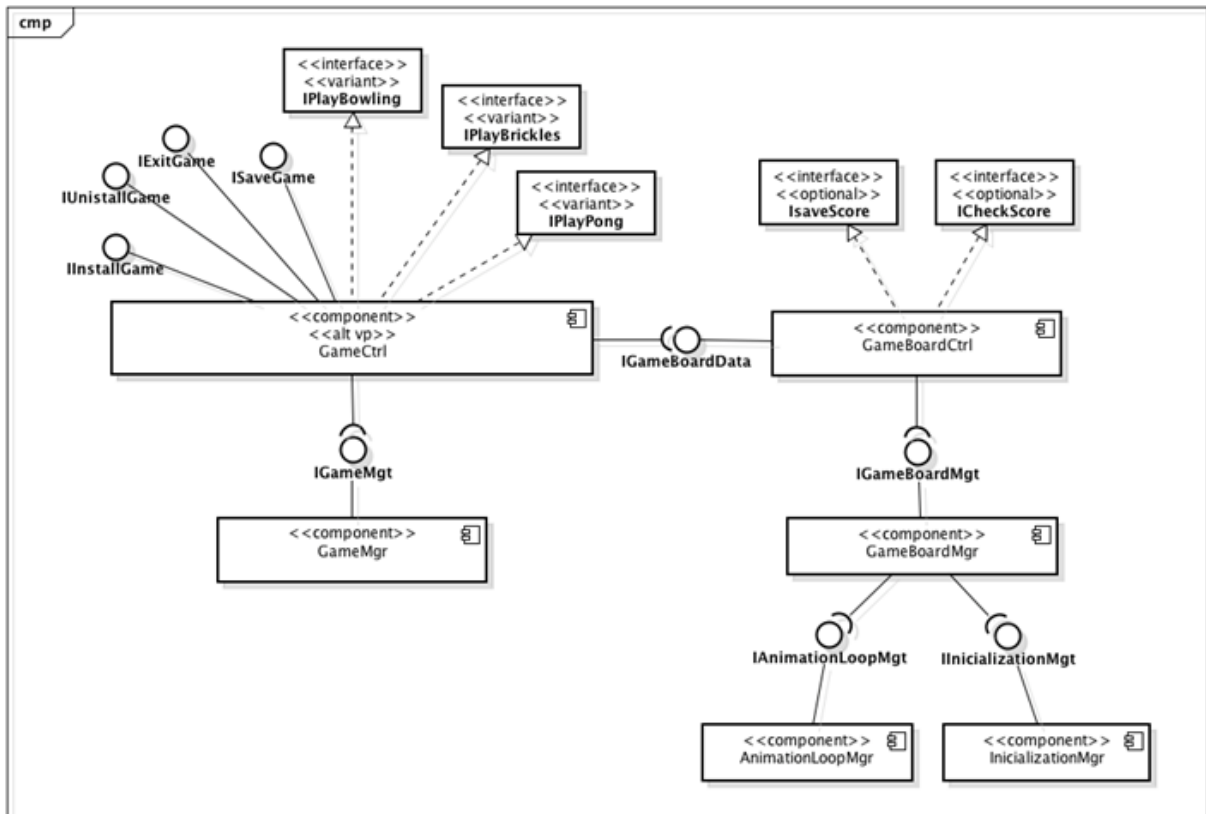 cmp
<<interface>>
<<variant>>
IPlayBowling
<<interface>>
<<variant>>
IPlayBrickles
IExitGame
ISaveGame
IUnistallGame
IInstallGame
<<interface>>
<<variant>>
IPlayPong
<<interface>>
<<optional>>
IsaveScore
<<interface>>
<<optional>>
ICheckScore
<<component>>
<<alt vp>>
GameCtrl
IGameBoardData
<<component>>
GameBoardCtrl
IGameMgt
IGameBoardMgt
<<component>>
GameMgr
<<component>>
GameBoardMgr
IAnimationLoopMgt
IInicializationMgt
<<component>>
AnimationLoopMgr
<<component>>
InicializationMgr